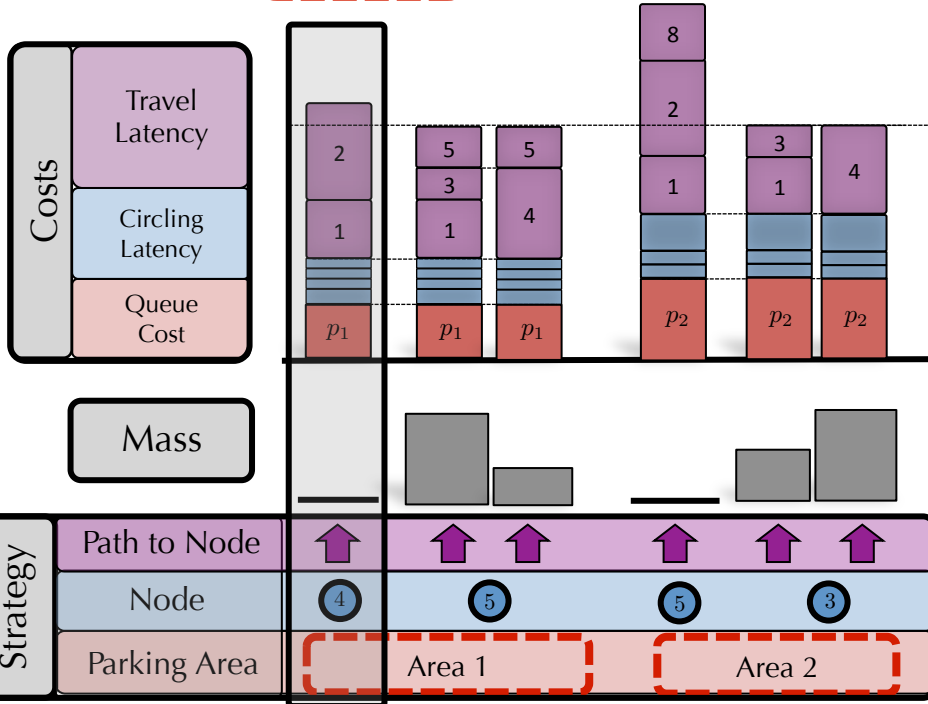 Costs
Travel
Latency
Circling
Latency
Queue
Cost
2
1
p1
5
3
1
p1
5
4
p1
8
2
1
p2
3
1
p2
4
p2
Mass
Strategy
Path to Node
Node
4
5
5
3
Parking Area
Area 1
Area 2